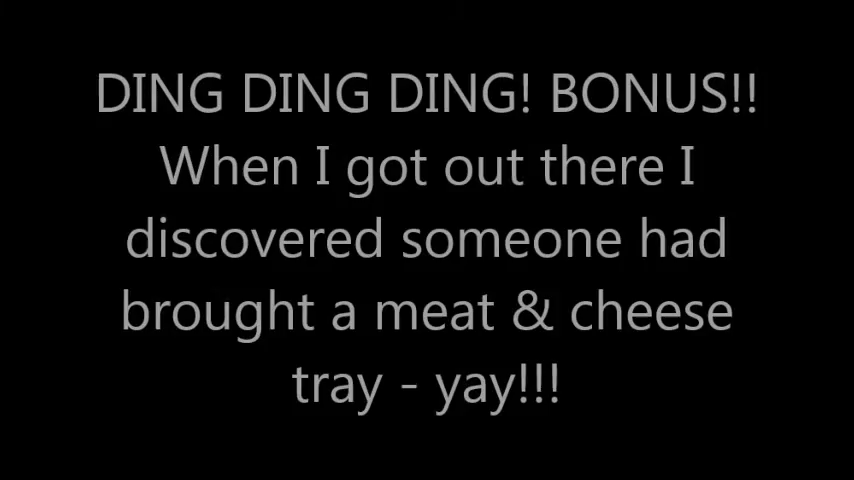 DING DING DING! BONUS!!
When I got out there I
discovered someone had
brought a meat & cheese
tray - yay!!!